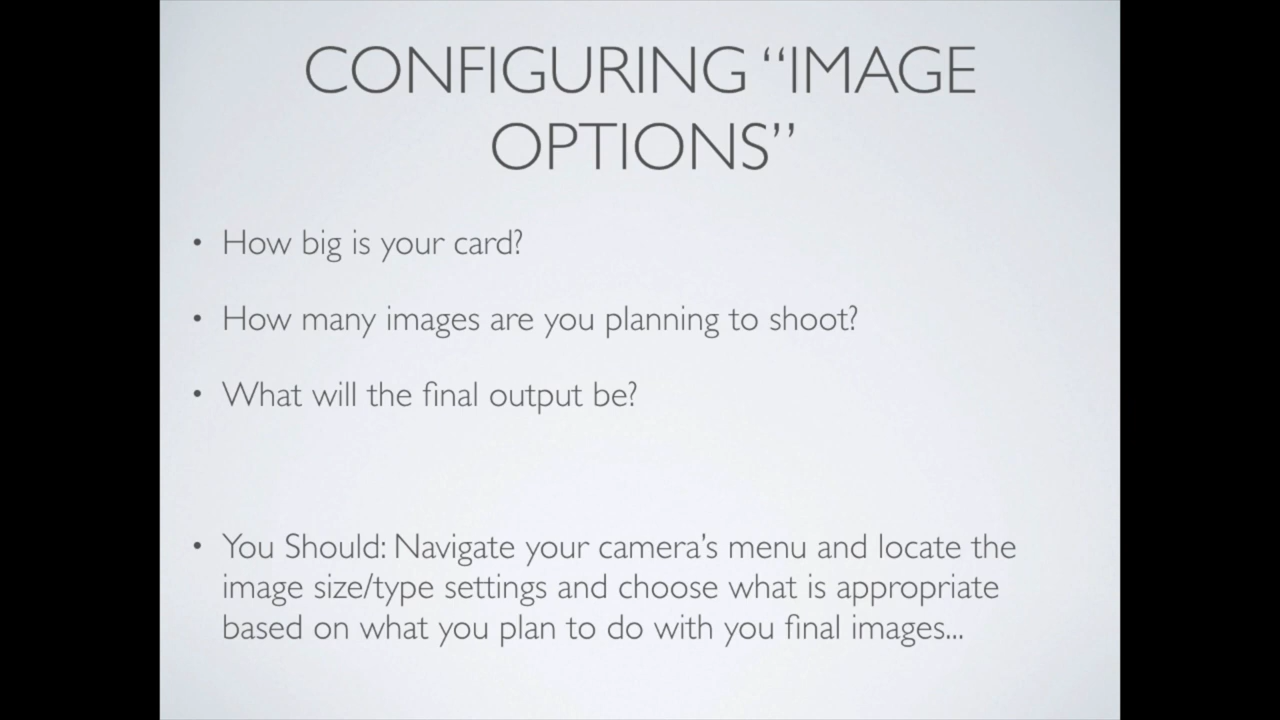 CONFIGURING “IMAGE
OPTIONS”
• How big is your card?
• How many images are you planning to shoot?
• What will the final output be?
• You Should: Navigate your camera’s menu and locate the
image size/type settings and choose what is appropriate
based on what you plan to do with you final images...